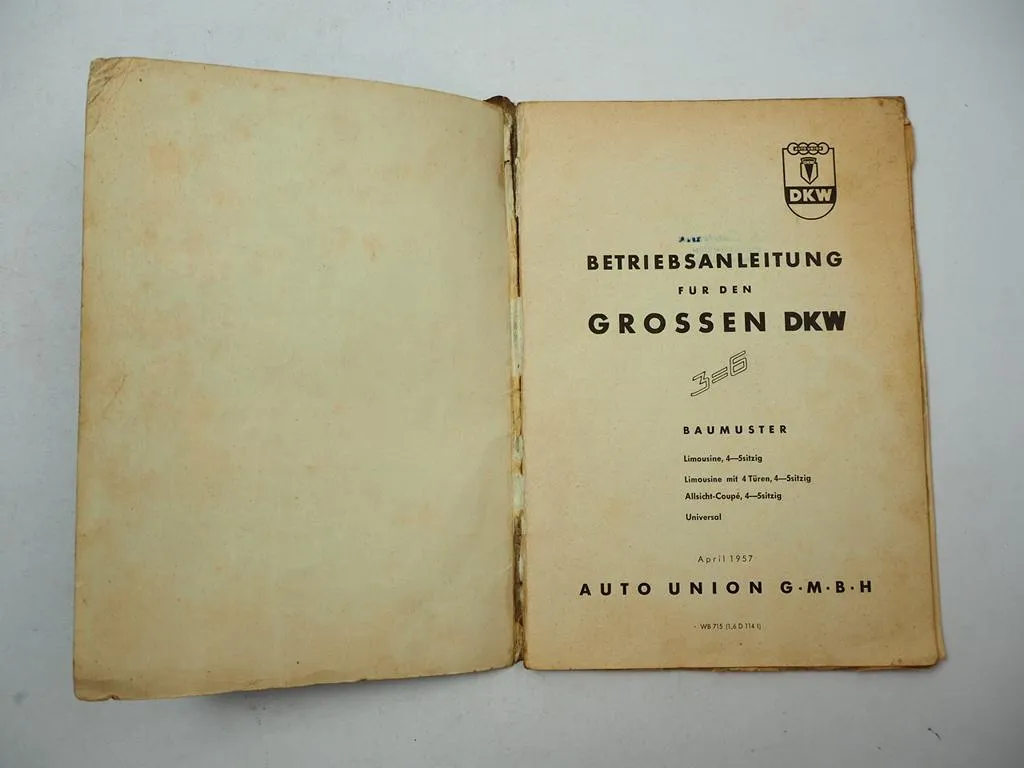 DKW
BETRIEBSANLEITUNG
FÜR DEN
GROSSEN DKW
3=6
BAUMUSTER
Limousine, 4—5sitzig
Limousine mit 4 Türen, 4—5sitzig
Allsicht-Coupé, 4—5sitzig
Universal
April 1957
AUTO UNION G·M·B·H
WB 715 (1,6 D 114 t)